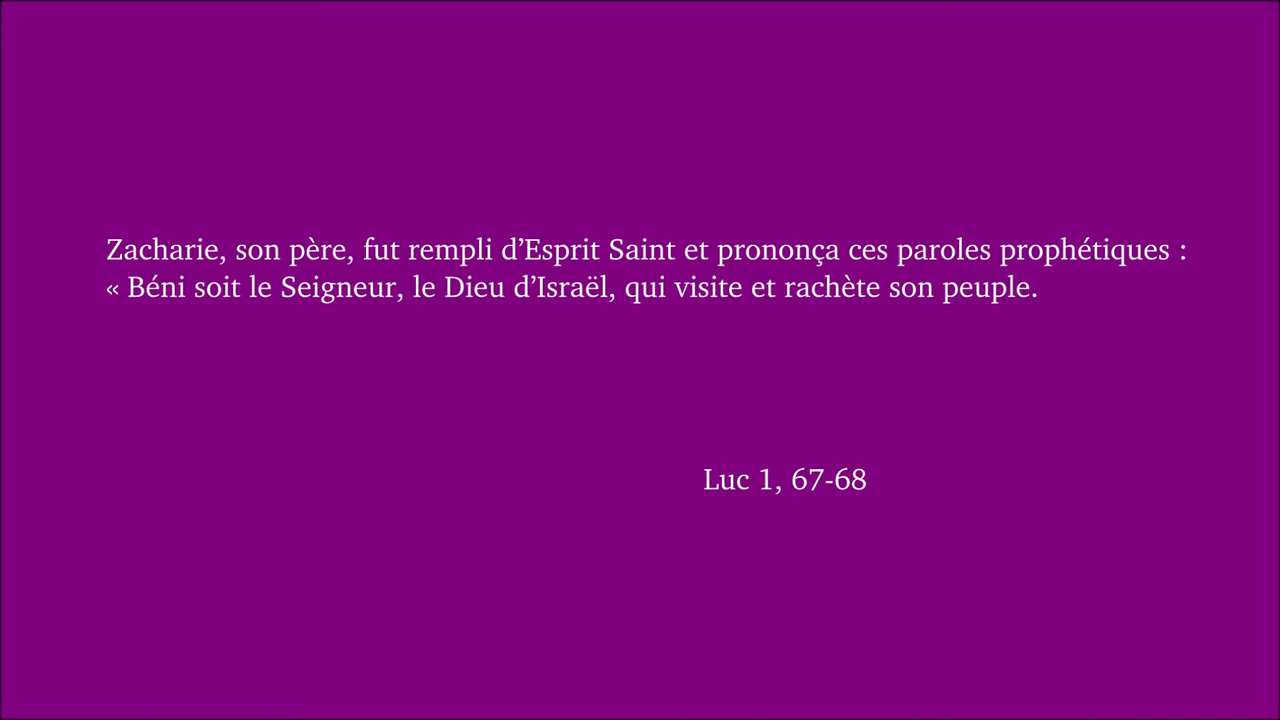 Zacharie, son père, fut rempli d’Esprit Saint et prononça ces paroles prophétiques :
« Béni soit le Seigneur, le Dieu d’Israël, qui visite et rachète son peuple.
Luc 1, 67-68